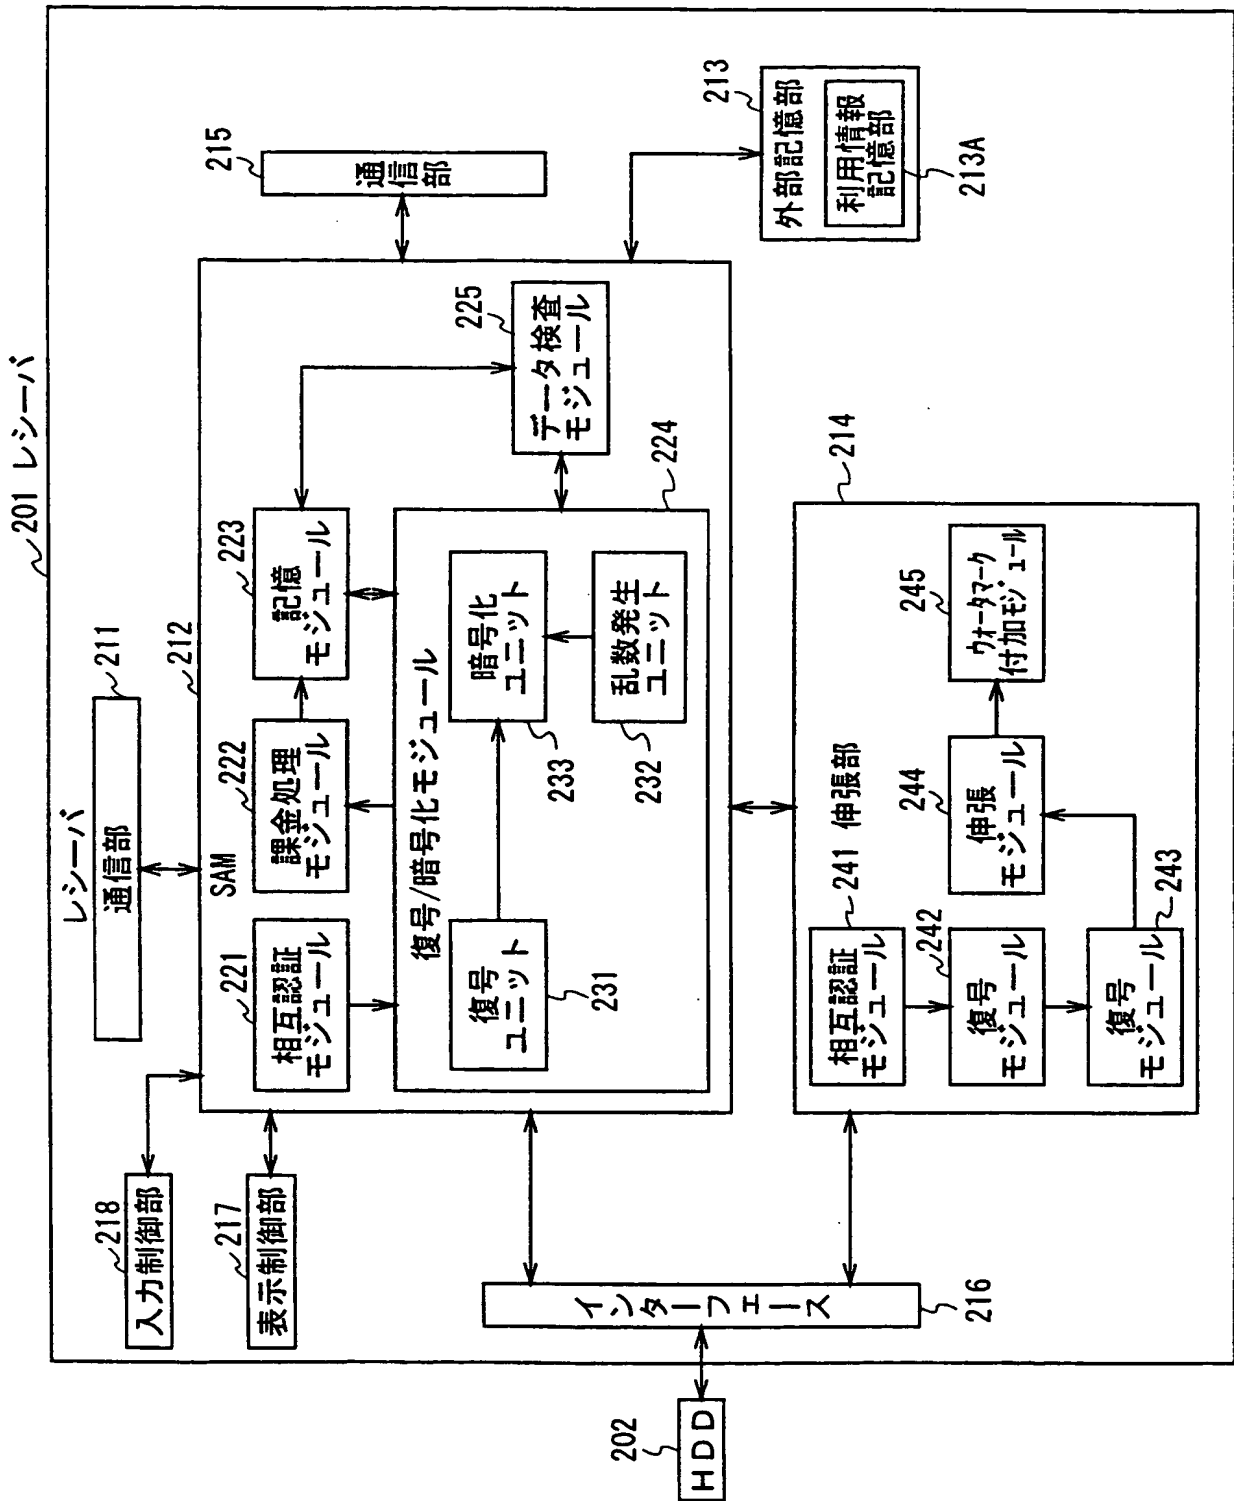 201 レシーバ
レシーバ
211
通信部
212
SAM
218
入力制御部
217
表示制御部
221
相互認証
モジュール
222
課金処理
モジュール
223
記憶
モジュール
215
通信部
225
データ検査
モジュール
復号/暗号化モジュール
224
復号
ユニット
231
暗号化
ユニット
233
乱数発生
ユニット
232
213
外部記憶部
利用情報
記憶部
213A
214
241 伸張部
相互認証
モジュール
242
復号
モジュール
243
復号
モジュール
244
伸張
モジュール
245
ウォータマーク
付加モジュール
インターフェース
216
202
HDD